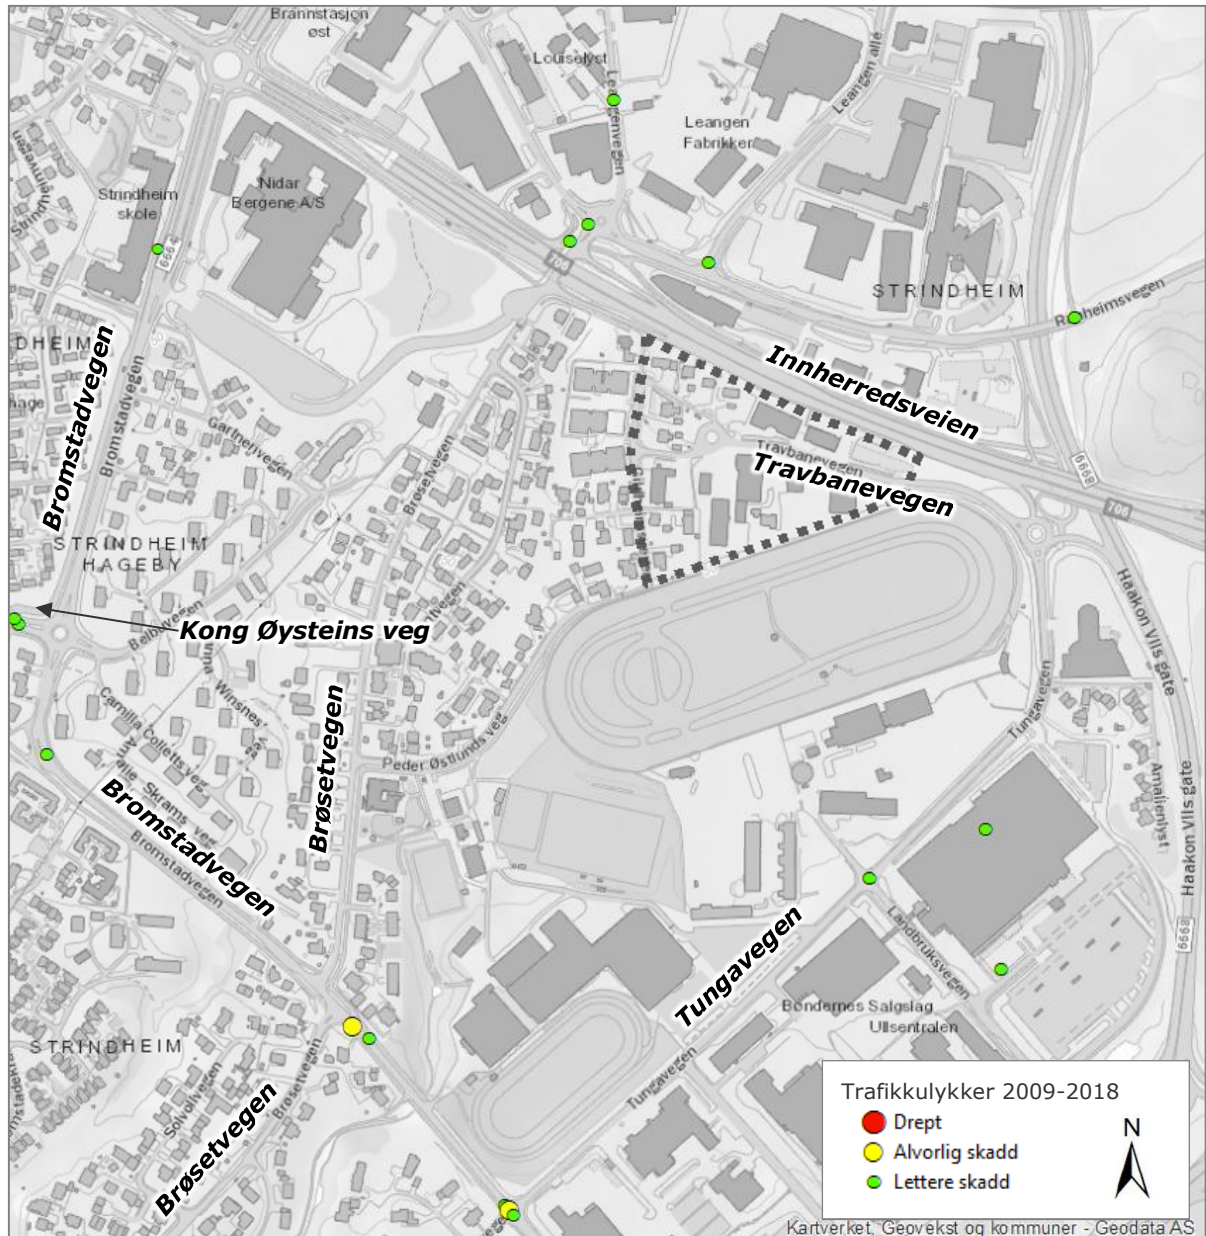 Brannstasjon
øst
Louiselyst
Leangenvegen
Leangen allé
Leangen
Fabrikker
Strindheim
skole
Nidar
Bergene A/S
6664
706
STRINDHEIM
Ranheimsvegen
Innherredsveien
Bromstadvegen
Bromstadvegen
Gartnerivegen
Brøsetvegen
Travbanevegen
Travbanevegen
6668
706
STRINDHEIM
HAGEBY
Belbuvegen
Kong Øysteins veg
Winsnes' veg
Camilla Colletts veg
Amalie Skrams veg
Brøsetvegen
Peder Østlunds veg
Haakon VIIs gate
Tungavegen
Amalienlyst
Haakon VIIs gate
Bromstadvegen
Bromstadvegen
Tungavegen
Landbruksvegen
6668
Bøndernes Salgslag
Ullsentralen
STRINDHEIM
Solvollvegen
Brøsetvegen
Brøsetvegen
Tungavegen
Trafikkulykker 2009-2018
Drept
Alvorlig skadd
Lettere skadd
N
Kartverket, Geovekst og kommuner - Geodata AS